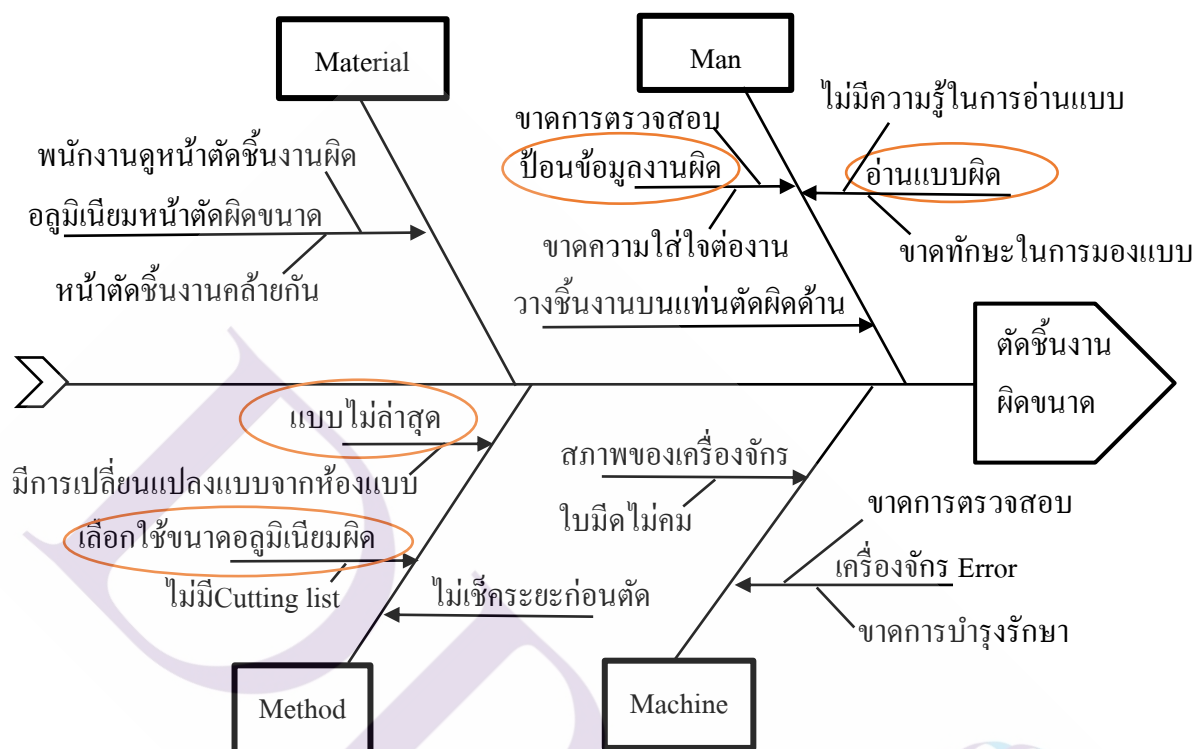 Material
Man
ไม่มีความรู้ในการอ่านแบบ
ขาดการตรวจสอบ
พนักงานดูหน้าตัดชิ้นงานผิด
ป้อนข้อมูลงานผิด
อ่านแบบผิด
อลูมิเนียมหน้าตัดผิดขนาด
ขาดความใส่ใจต่องาน
ขาดทักษะในการมองแบบ
หน้าตัดชิ้นงานคล้ายกัน
วางชิ้นงานบนแท่นตัดผิดด้าน
ตัดชิ้นงาน
ผิดขนาด
แบบไม่ล่าสุด
สภาพของเครื่องจักร
มีการเปลี่ยนแปลงแบบจากห้องแบบ
ใบมีดไม่คม
ขาดการตรวจสอบ
เลือกใช้ขนาดอลูมิเนียมผิด
เครื่องจักร Error
ไม่มีCutting list
ไม่เช็คระยะก่อนตัด
ขาดการบำรุงรักษา
Method
Machine